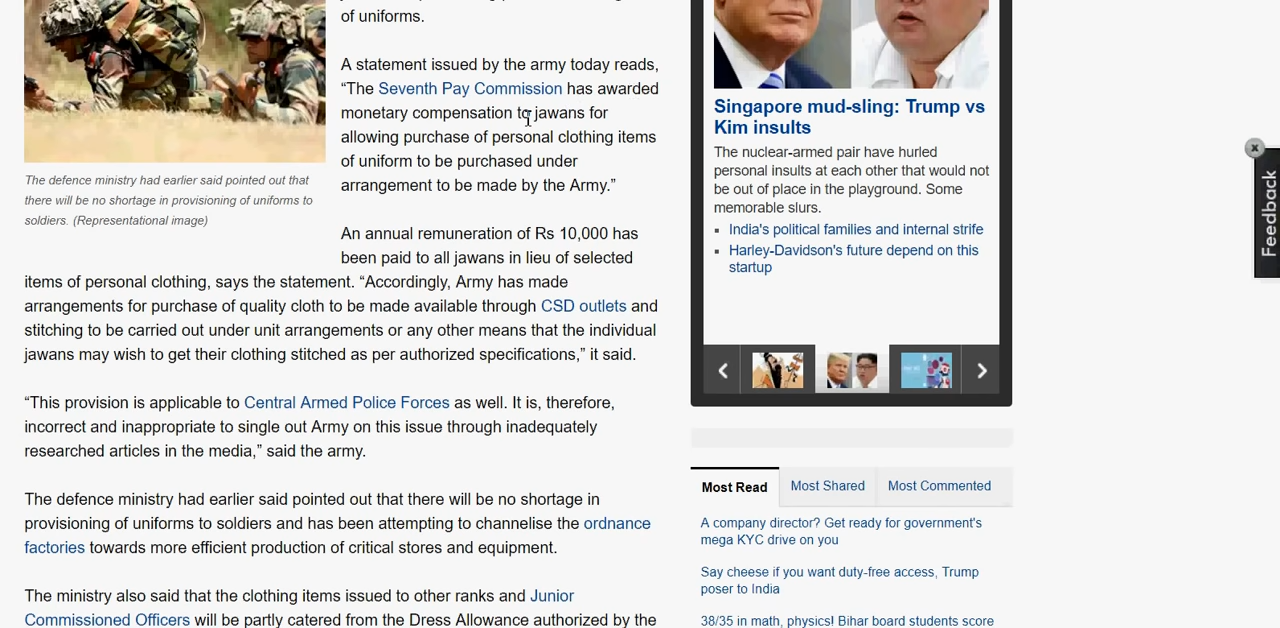 of uniforms.
A statement issued by the army today reads,
“The Seventh Pay Commission has awarded
monetary compensation to jawans for
allowing purchase of personal clothing items
of uniform to be purchased under
arrangement to be made by the Army.”
The defence ministry had earlier said pointed out that
there will be no shortage in provisioning of uniforms to
soldiers. (Representational image)
An annual remuneration of Rs 10,000 has
been paid to all jawans in lieu of selected
items of personal clothing, says the statement. “Accordingly, Army has made
arrangements for purchase of quality cloth to be made available through CSD outlets and
stitching to be carried out under unit arrangements or any other means that the individual
jawans may wish to get their clothing stitched as per authorized specifications,” it said.
“This provision is applicable to Central Armed Police Forces as well. It is, therefore,
incorrect and inappropriate to single out Army on this issue through inadequately
researched articles in the media,” said the army.
The defence ministry had earlier said pointed out that there will be no shortage in
provisioning of uniforms to soldiers and has been attempting to channelise the ordnance
factories towards more efficient production of critical stores and equipment.
The ministry also said that the clothing items issued to other ranks and Junior
Commissioned Officers will be partly catered from the Dress Allowance authorized by the
Singapore mud-sling: Trump vs
Kim insults
The nuclear-armed pair have hurled
personal insults at each other that would not
be out of place in the playground. Some
memorable slurs.
India's political families and internal strife
Harley-Davidson's future depend on this
startup
Most Read Most Shared Most Commented
A company director? Get ready for government's
mega KYC drive on you
Say cheese if you want duty-free access, Trump
poser to India
38/35 in math, physics! Bihar board students score
x
Feedback